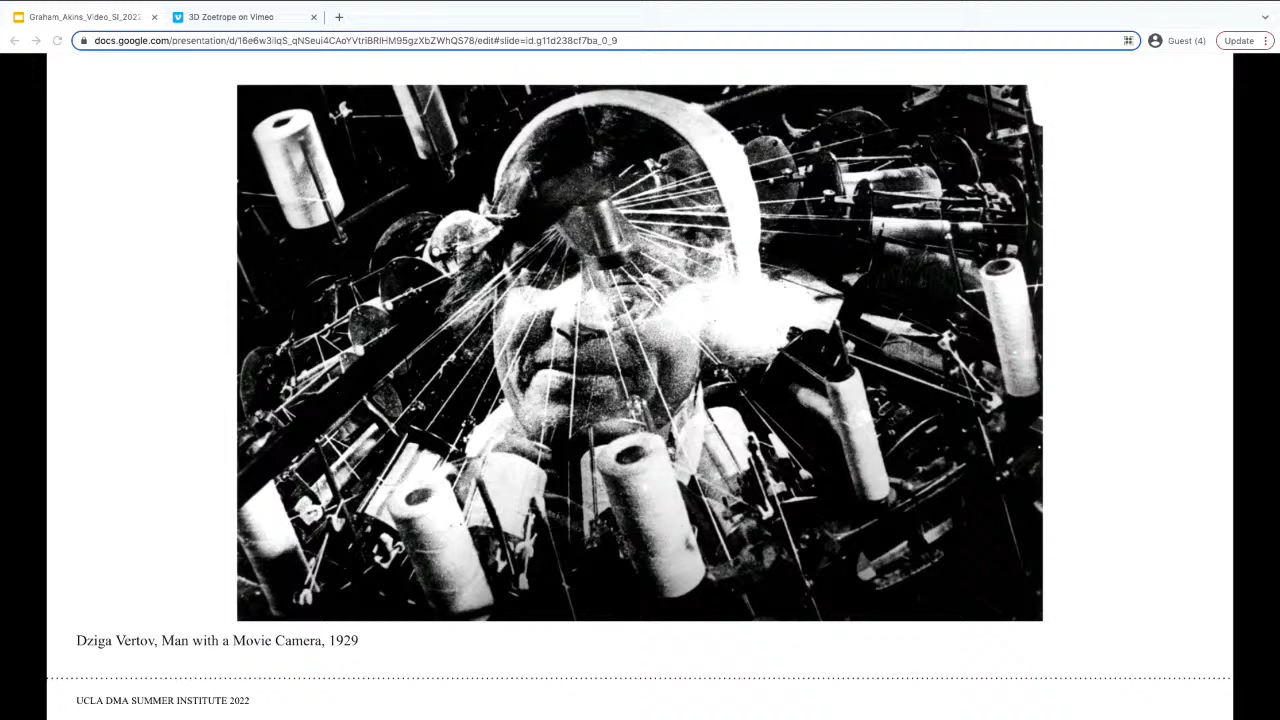 Graham_Akins_Video_SI_2022
3D Zoetrope on Vimeo
docs.google.com/presentation/d/16e6w3iIqS_qNSeui4CAoYVtriBRIHM95gzXbZWhQS78/edit#slide=id.g11d238cf7ba_0_9
Guest (4)
Update
Dziga Vertov, Man with a Movie Camera, 1929
UCLA DMA SUMMER INSTITUTE 2022